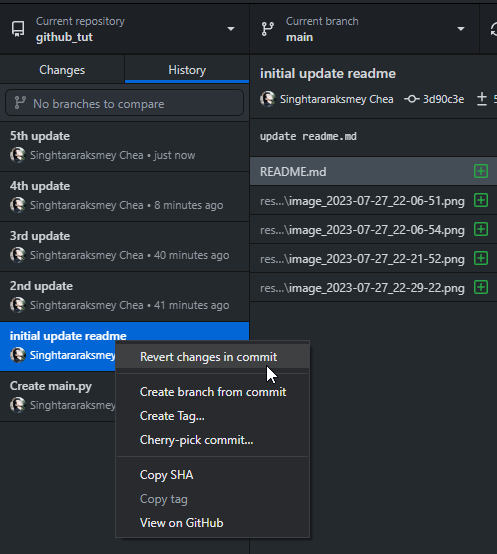 Current repository
github_tut
Current branch
main
Changes
History
No branches to compare
5th update
Singhtararaksmey Chea • just now
4th update
Singhtararaksmey Chea • 8 minutes ago
3rd update
Singhtararaksmey Chea • 40 minutes ago
2nd update
Singhtararaksmey Chea • 41 minutes ago
initial update readme
Singhtararaksmey
Create main.py
Singhtararaksmey
Revert changes in commit
Create branch from commit
Create Tag...
Cherry-pick commit...
Copy SHA
Copy tag
View on GitHub
initial update readme
Singhtararaksmey Chea 3d90c3e 5
update readme.md
README.md
res...\image_2023-07-27_22-06-51.png
res...\image_2023-07-27_22-06-54.png
res...\image_2023-07-27_22-21-52.png
res...\image_2023-07-27_22-29-22.png